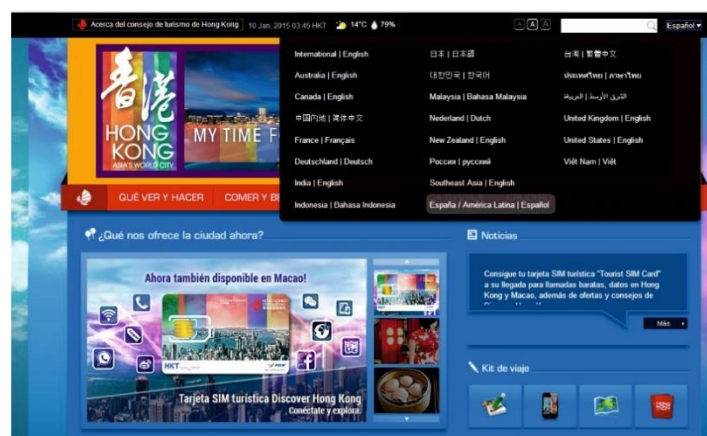 Acerca del consejo de turismo de Hong Kong
10 Jan, 2015 03:45 HKT
14°C
79%
A A A
Español
香港
HONG KONG
ASIA'S WORLD CITY
MY TIME F
International | English
Australia | English
Canada | English
中国内地 | 简体中文
France | Français
Deutschland | Deutsch
India | English
Indonesia | Bahasa Indonesia
日本 | 日本語
대한민국 | 한국어
Malaysia | Bahasa Malaysia
Nederland | Dutch
New Zealand | English
Россия | русский
Southeast Asia | English
España / América Latina | Español
台灣 | 繁體中文
ประเทศไทย | ภาษาไทย
الشرق الأوسط | العربية
United Kingdom | English
United States | English
Việt Nam | Việt
QUÉ VER Y HACER
COMER Y BE
¿Qué nos ofrece la ciudad ahora?
Ahora también disponible en Macao!
HKT
Tarjeta SIM turística Discover Hong Kong
Conéctate y explora.
Noticias
Consigue tu tarjeta SIM turística "Tourist SIM Card"
a su llegada para llamadas baratas, datos en Hong
Kong y Macao, además de ofertas y consejos de
Más
Kit de viaje